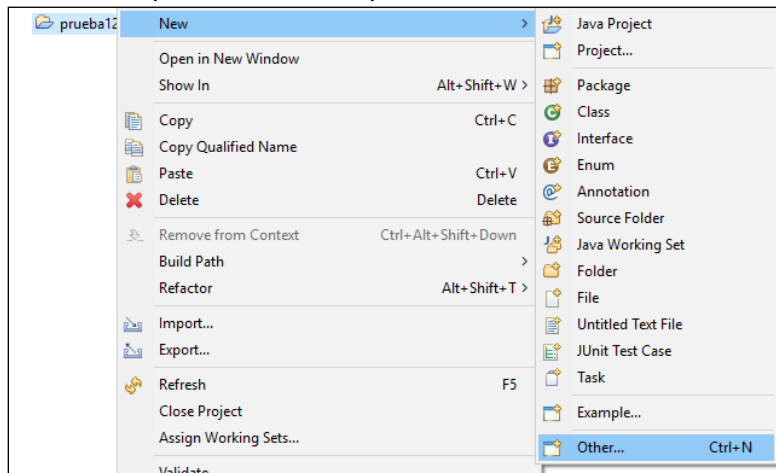 prueba12
New
Open in New Window
Show In Alt+Shift+W
Copy Ctrl+C
Copy Qualified Name
Paste Ctrl+V
Delete Delete
Remove from Context Ctrl+Alt+Shift+Down
Build Path
Refactor Alt+Shift+T
Import...
Export...
Refresh F5
Close Project
Assign Working Sets...
Validate
Java Project
Project...
Package
Class
Interface
Enum
Annotation
Source Folder
Java Working Set
Folder
File
Untitled Text File
JUnit Test Case
Task
Example...
Other... Ctrl+N